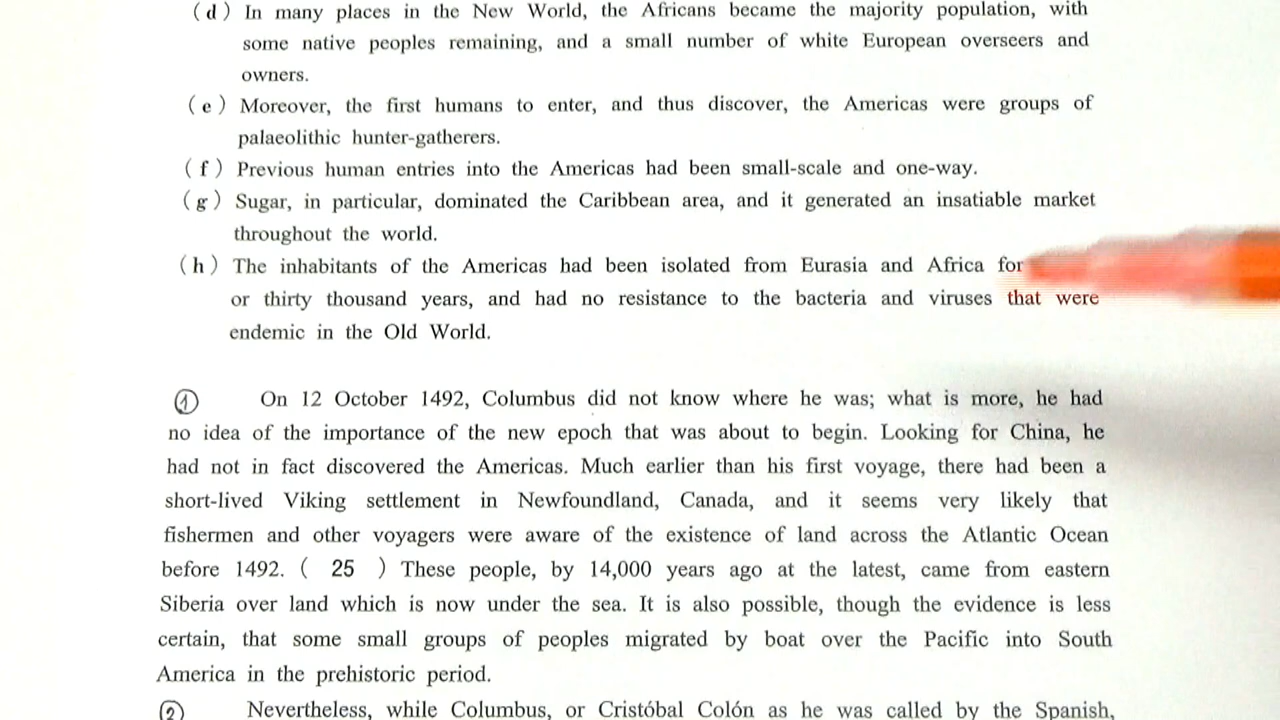 (d) In many places in the New World, the Africans became the majority population, with
some native peoples remaining, and a small number of white European overseers and
owners.
(e) Moreover, the first humans to enter, and thus discover, the Americas were groups of
palaeolithic hunter-gatherers.
(f) Previous human entries into the Americas had been small-scale and one-way.
(g) Sugar, in particular, dominated the Caribbean area, and it generated an insatiable market
throughout the world.
(h) The inhabitants of the Americas had been isolated from Eurasia and Africa for
or thirty thousand years, and had no resistance to the bacteria and viruses that were
endemic in the Old World.
① On 12 October 1492, Columbus did not know where he was; what is more, he had
no idea of the importance of the new epoch that was about to begin. Looking for China, he
had not in fact discovered the Americas. Much earlier than his first voyage, there had been a
short-lived Viking settlement in Newfoundland, Canada, and it seems very likely that
fishermen and other voyagers were aware of the existence of land across the Atlantic Ocean
before 1492. ( 25 ) These people, by 14,000 years ago at the latest, came from eastern
Siberia over land which is now under the sea. It is also possible, though the evidence is less
certain, that some small groups of peoples migrated by boat over the Pacific into South
America in the prehistoric period.
② Nevertheless, while Columbus, or Cristóbal Colón as he was called by the Spanish,